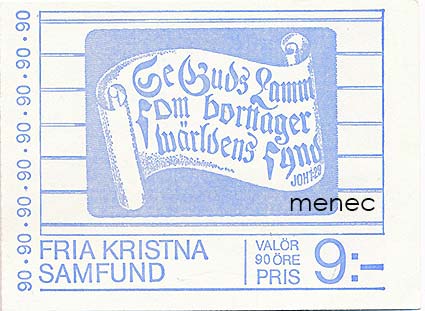 90·90·90·90·90·90·90·90
Se Guds Lamm
som borttager
wärldens synd
JOH 1:29
menec
FRIA KRISTNA
SAMFUND
VALÖR
90 ÖRE
PRIS
9:-